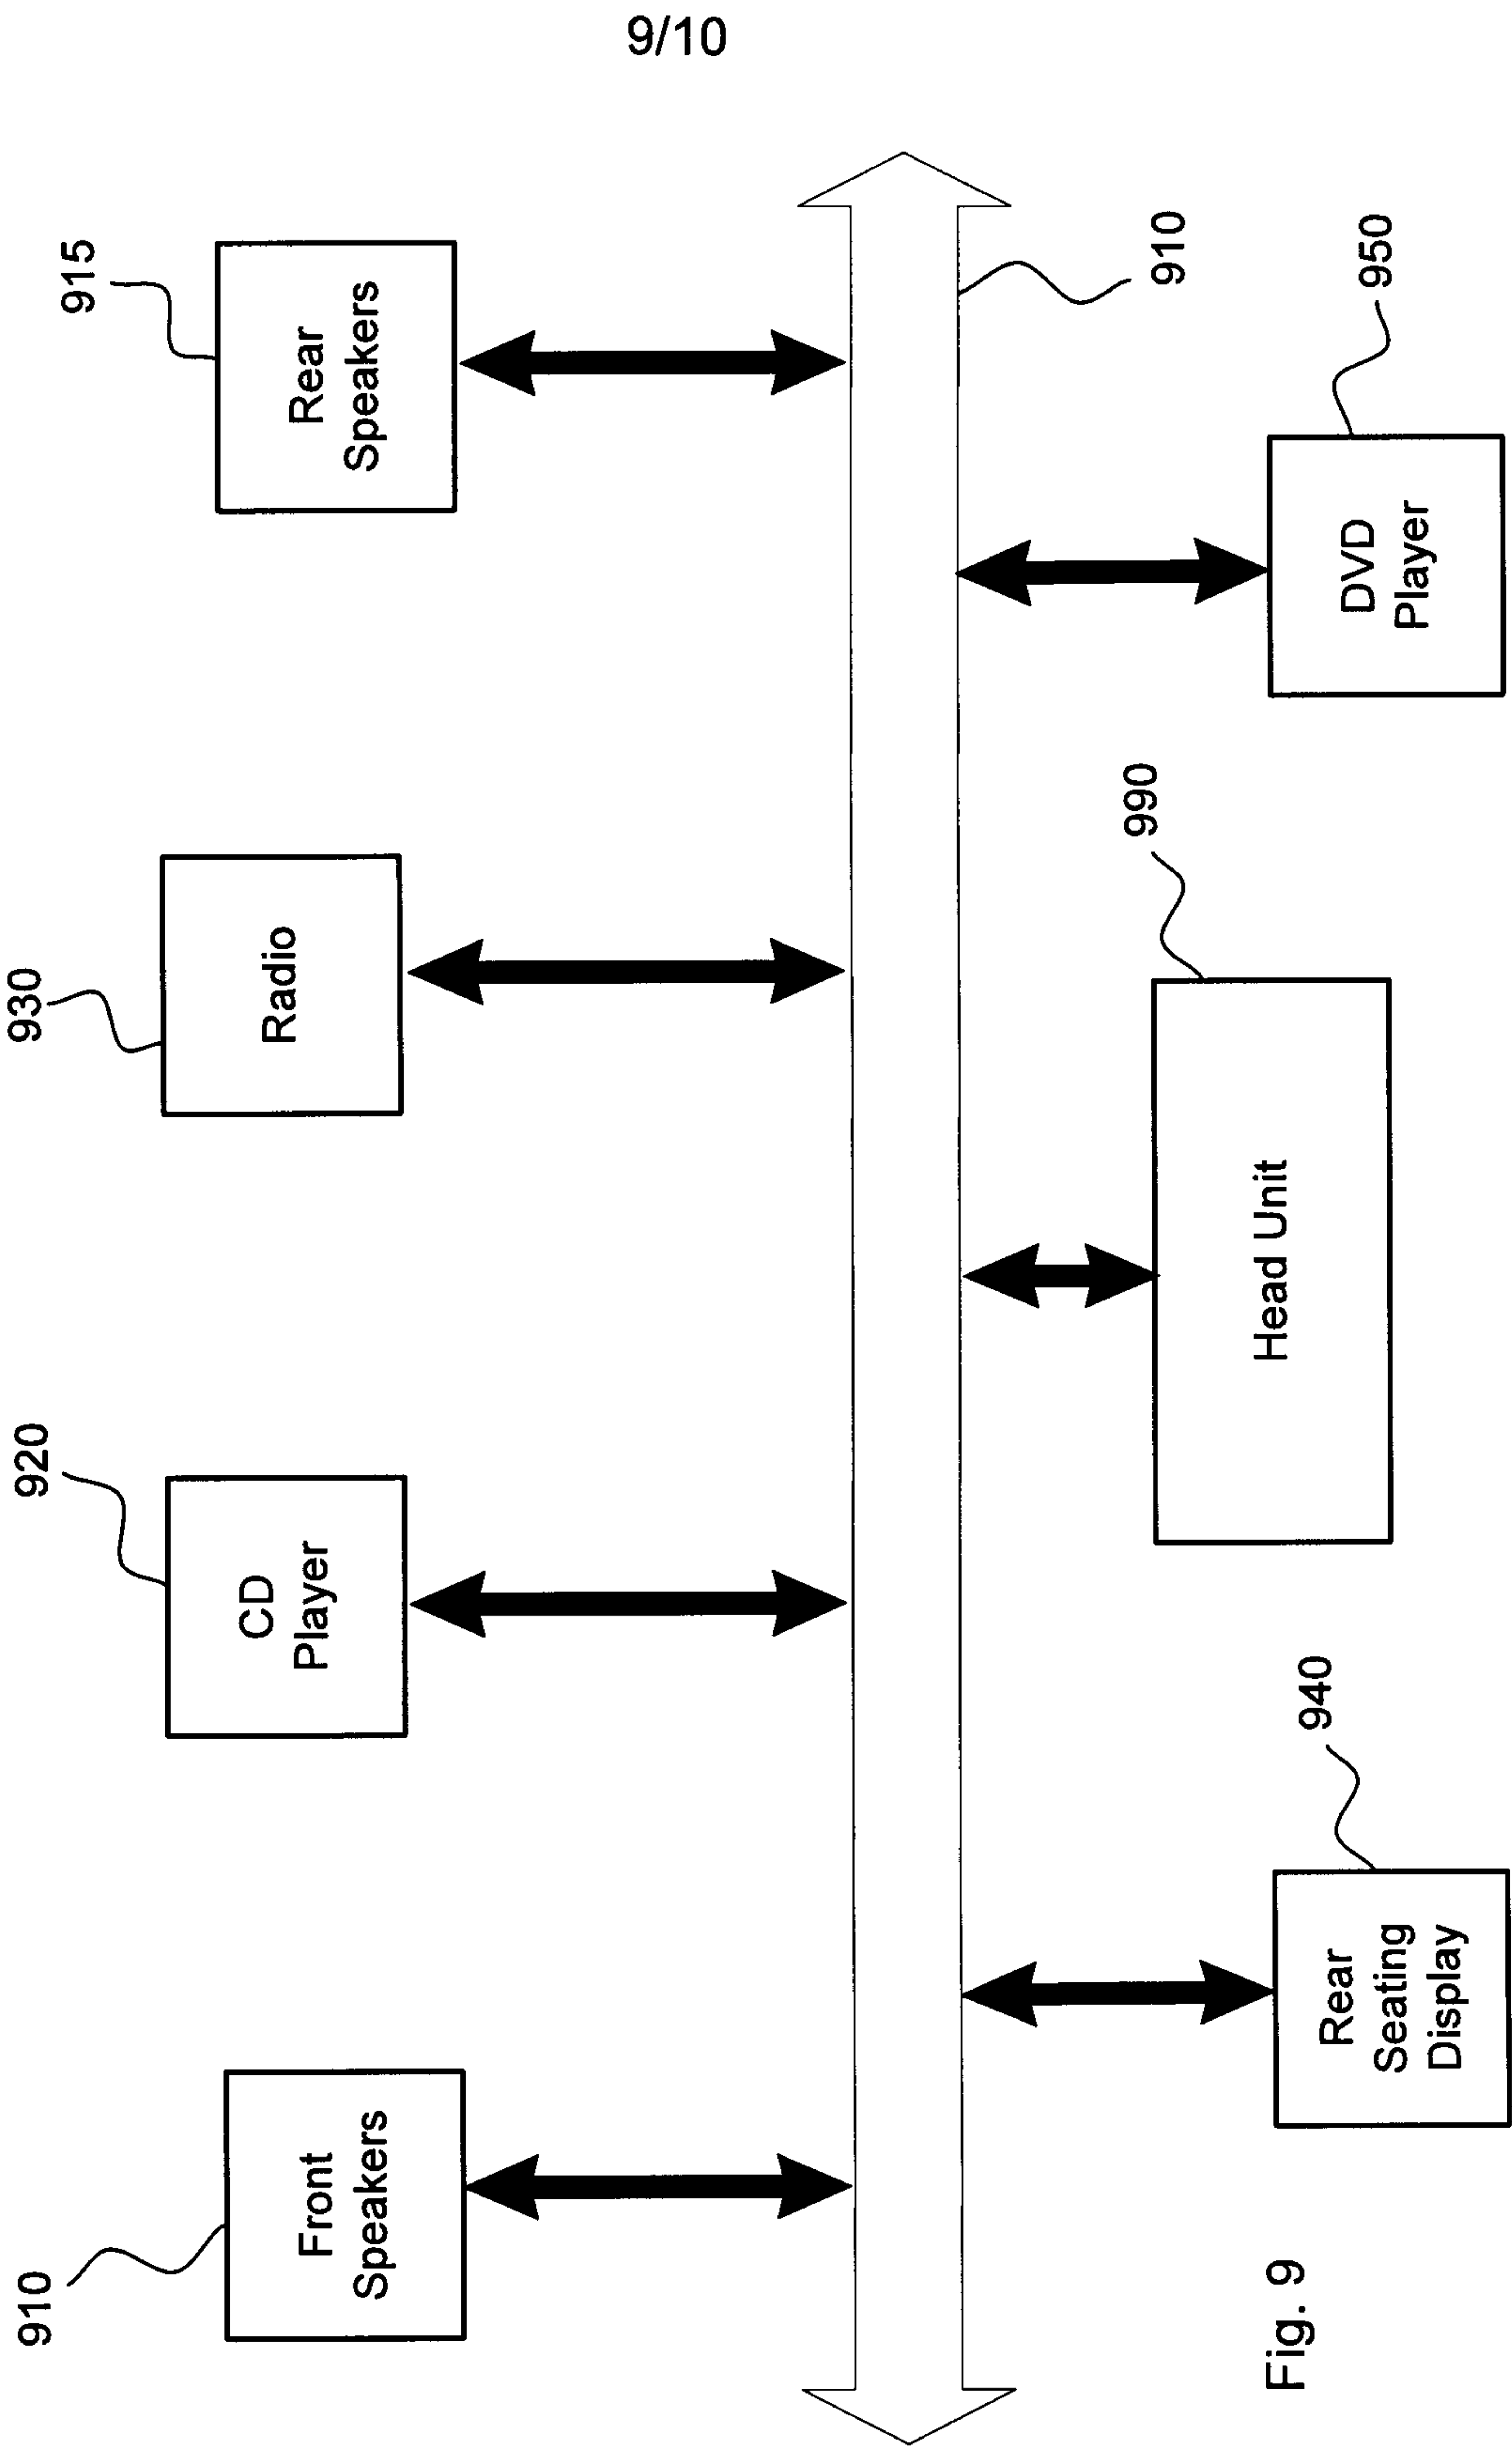 9/10
910
920
930
915
Front
Speakers
CD
Player
Radio
Rear
Speakers
910
940
990
950
Rear
Seating
Display
Head Unit
DVD
Player
Fig. 9